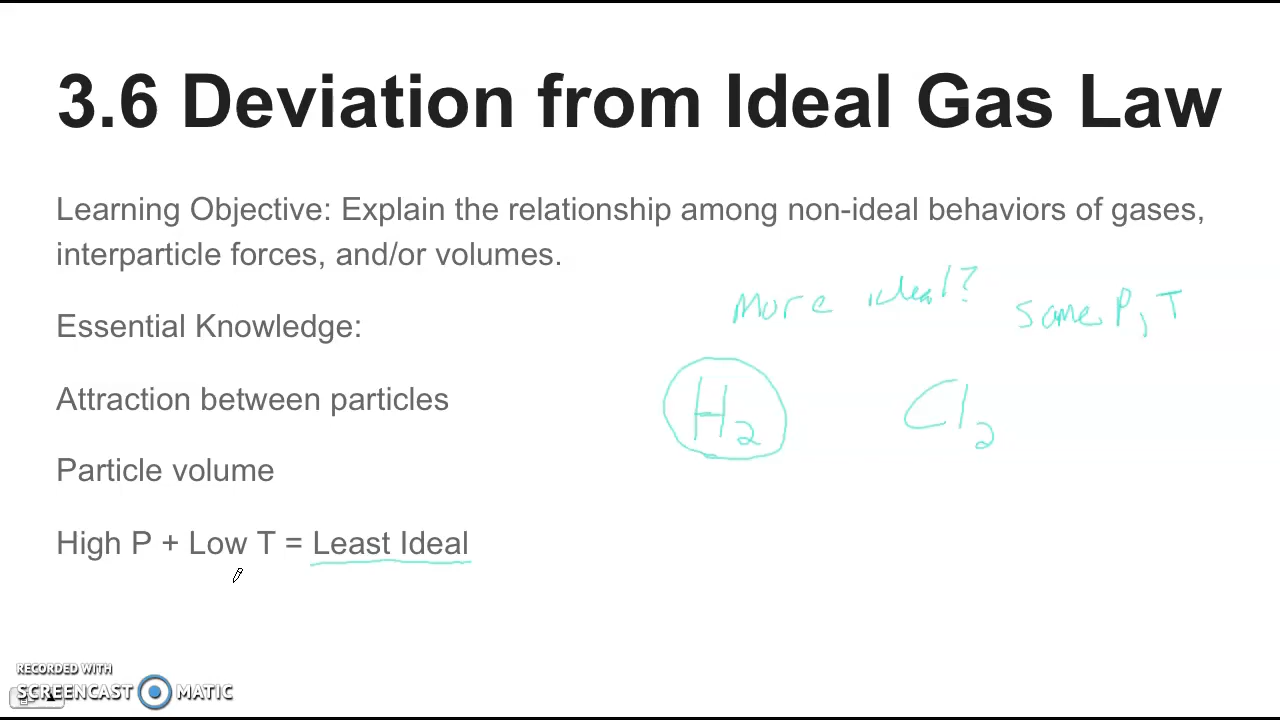 3.6 Deviation from Ideal Gas Law
Learning Objective: Explain the relationship among non-ideal behaviors of gases,
interparticle forces, and/or volumes.
More ideal? same P, T
Essential Knowledge:
Attraction between particles
H₂ Cl₂
Particle volume
High P + Low T = Least Ideal
RECORDED WITH
SCREENCAST MATIC